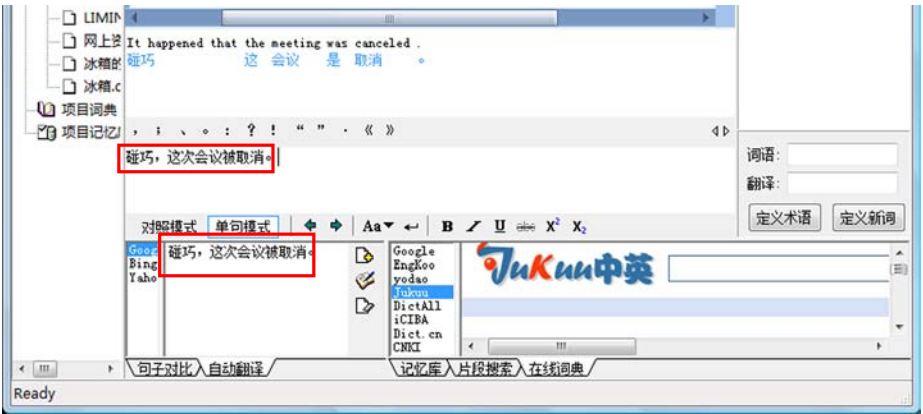 LIMIN
It happened that the meeting was canceled .
网上资
碰巧 这 会议 是 取消 。
冰箱的
冰箱.c
项目词典
项目记忆
, ; 、 。 : ? ! “ ” · 《 》
碰巧，这次会议被取消。
词语:
翻译:
定义术语 定义新词
对照模式 单句模式 Aa B I U abc X² X₂
Goog
Bing
Yaho
碰巧，这次会议被取消。
Google
EngKoo
yodao
Jukuu
DictAll
iCIBA
Dict.cn
CNKI
JuKuu中英
句子对比 自动翻译 记忆库 片段搜索 在线词典
Ready